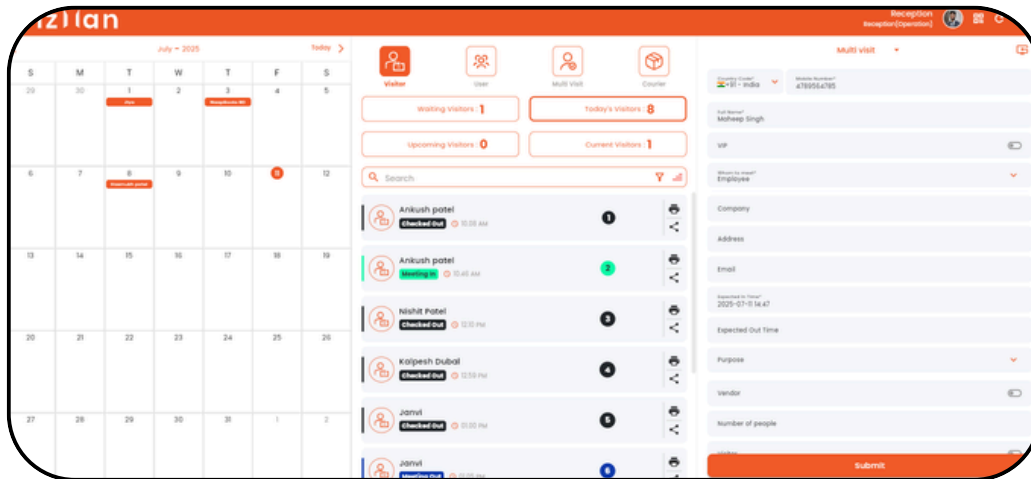 Reception
Reception(Operation)
July 2025
Today
S M T W T F S
29 30 1 2 3 4 5
6 7 8 9 10 11 12
13 14 15 16 17 18 19
20 21 22 23 24 25 26
27 28 29 30 31 1 2
Visitor
User
Multi Visit
Courier
Waiting Visitors : 1
Today's Visitors : 8
Upcoming Visitors : 0
Current Visitors : 1
Search
Ankush patel
Checked Out 10:06 AM
1
Ankush patel
Meeting In 10:40 AM
2
Nishit Patel
Checked Out 12:10 PM
3
Kalpesh Dubal
Checked Out 12:50 PM
4
Janvi
Checked Out 01:00 PM
5
Janvi
Meeting Out
6
Multi visit
Country Code*
+91 - India
Mobile Number*
4789564785
Full Name*
Maheep Singh
VIP
Whom to meet*
Employee
Company
Address
Email
Expected In Time*
2025-07-11 14:47
Expected Out Time
Purpose
Vendor
Number of people
Submit